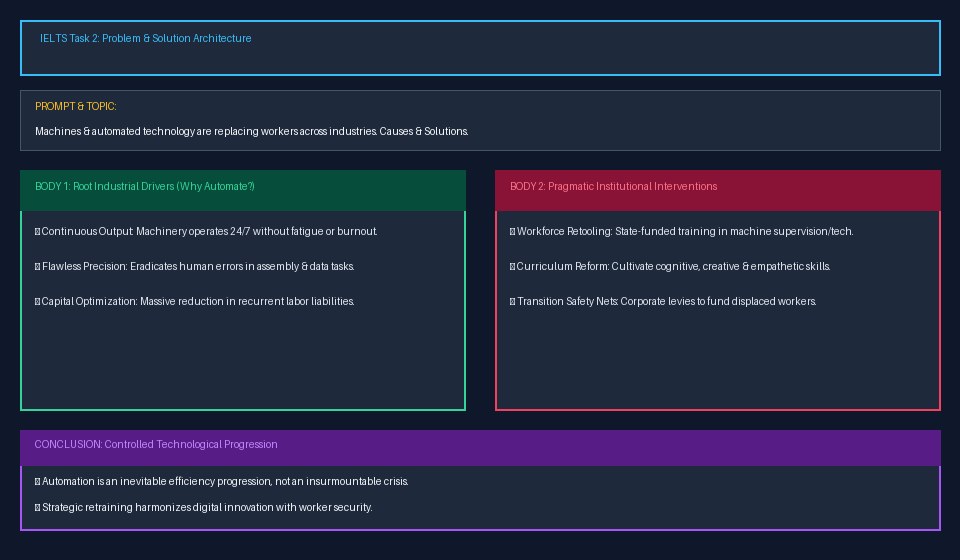 IELTS Task 2: Problem & Solution Architecture
PROMPT & TOPIC:
Machines & automated technology are replacing workers across industries. Causes & Solutions.
BODY 1: Root Industrial Drivers (Why Automate?)
Continuous Output: Machinery operates 24/7 without fatigue or burnout.
Flawless Precision: Eradicates human errors in assembly & data tasks.
Capital Optimization: Massive reduction in recurrent labor liabilities.
BODY 2: Pragmatic Institutional Interventions
Workforce Retooling: State-funded training in machine supervision/tech.
Curriculum Reform: Cultivate cognitive, creative & empathetic skills.
Transition Safety Nets: Corporate levies to fund displaced workers.
CONCLUSION: Controlled Technological Progression
Automation is an inevitable efficiency progression, not an insurmountable crisis.
Strategic retraining harmonizes digital innovation with worker security.